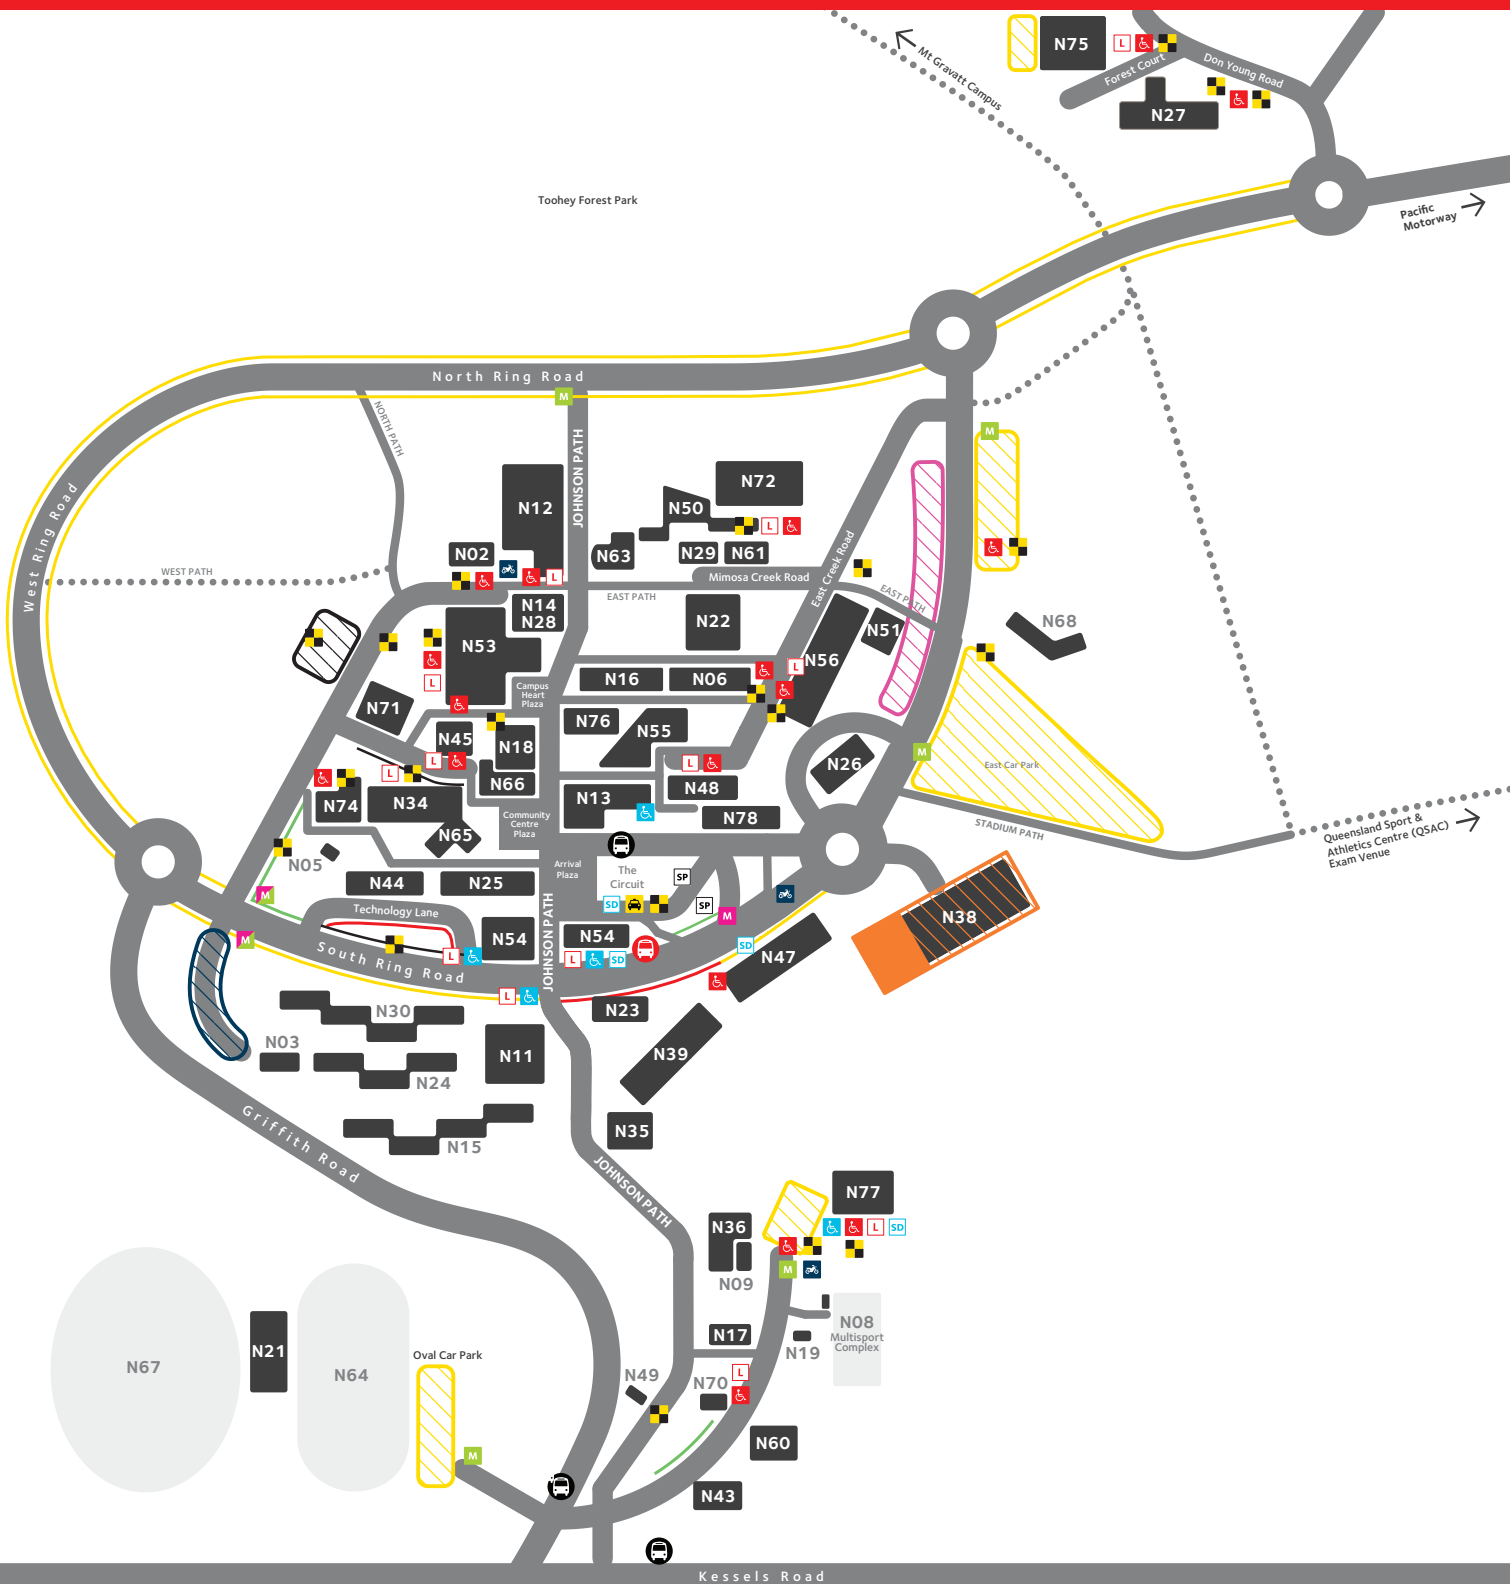 N75
L
Forest Court
Don Young Road
N27
Mt Gravatt Campus
Toohey Forest Park
Pacific
Motorway
North Ring Road
M
NORTH PATH
JOHNSON PATH
West Ring Road
WEST PATH
M
N72
N50
L
N12
N02
N63
N29
N61
L
Mimosa Creek Road
East Creek Road
EAST PATH
EAST PATH
N14
N28
N22
N51
N68
N53
L
N56
L
N16
N06
Campus
Heart
Plaza
N71
N76
N55
N45
N18
L
L
L
N26
M
East Car Park
N66
N48
N13
N74
N34
N65
N78
Community
Centre
Plaza
STADIUM PATH
Queensland Sport &
Athletics Centre (QSAC)
Exam Venue
N05
Arrival
Plaza
The
Circuit
SP
SP
SD
N44
N25
M
M
Technology Lane
JOHNSON PATH
N54
N54
L
L
SD
M
SD
N38
N47
South Ring Road
L
N23
N30
N03
N24
N11
N39
N15
N35
Griffith Road
JOHNSON PATH
N77
L
SD
N36
N09
M
N08
Multisport
Complex
N17
N19
N67
N21
N64
Oval Car Park
M
N49
N70
L
N60
N43
Kessels Road